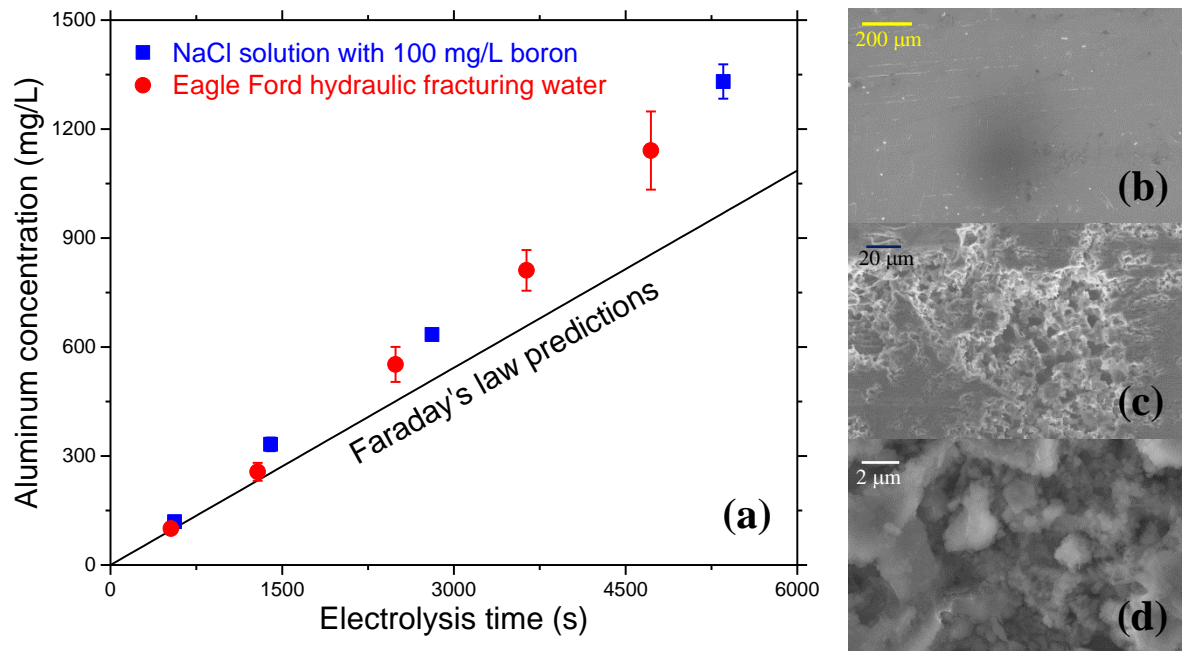 1500
1200
900
600
300
0
Aluminum concentration (mg/L)
NaCl solution with 100 mg/L boron
Eagle Ford hydraulic fracturing water
Faraday's law predictions
(a)
0
1500
3000
4500
6000
Electrolysis time (s)
200 μm
(b)
20 μm
(c)
2 μm
(d)